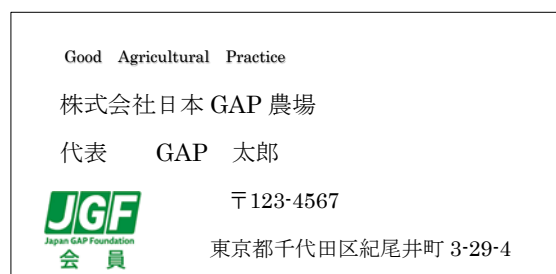 Good Agricultural Practice
株式会社日本 GAP 農場
代表　　GAP　太郎
〒123-4567
JGF
Japan GAP Foundation
会 員
東京都千代田区紀尾井町 3-29-4